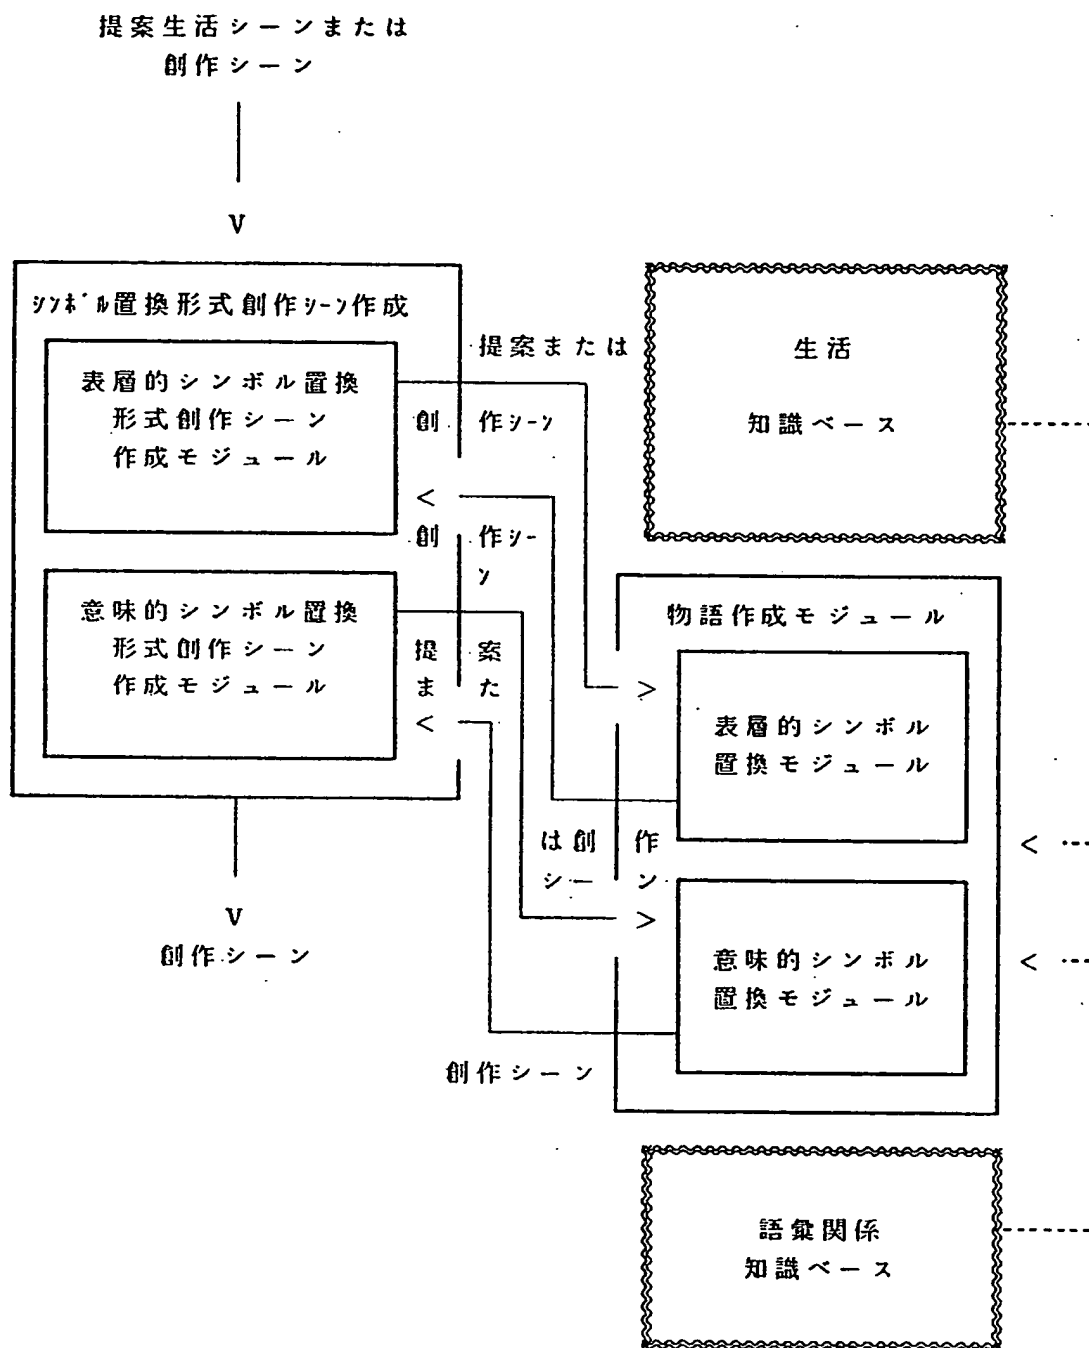 提案生活シーンまたは
創作シーン
V
ｼﾝﾎﾞﾙ置換形式創作ｼｰﾝ作成
表層的シンボル置換
形式創作シーン
作成モジュール
提案または
創作ｼｰﾝ
<
創作ｼｰ
ﾝ
意味的シンボル置換
形式創作シーン
作成モジュール
提案
また
<
V
創作シーン
生活
知識ベース
物語作成モジュール
>
表層的シンボル
置換モジュール
<
は創作
シーン
>
意味的シンボル
置換モジュール
<
創作シーン
語彙関係
知識ベース